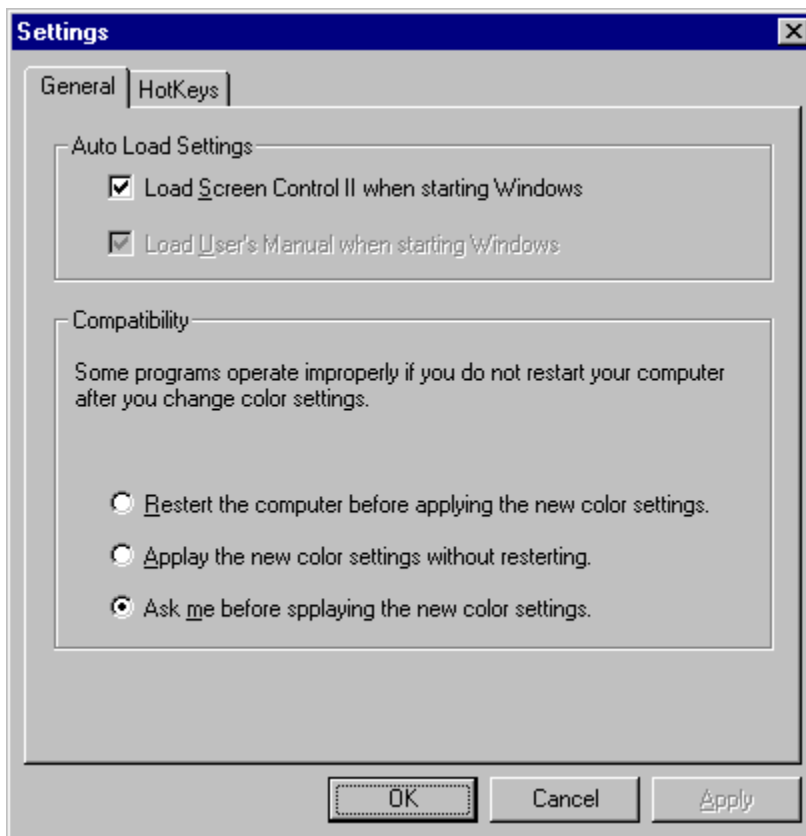 Settings
General
HotKeys
Auto Load Settings
Load Screen Control II when starting Windows
Load User's Manual when starting Windows
Compatibility
Some programs operate improperly if you do not restart your computer
after you change color settings.
Restert the computer before applying the new color settings.
Applay the new color settings without resterting.
Ask me before spplaying the new color settings.
OK
Cancel
Apply